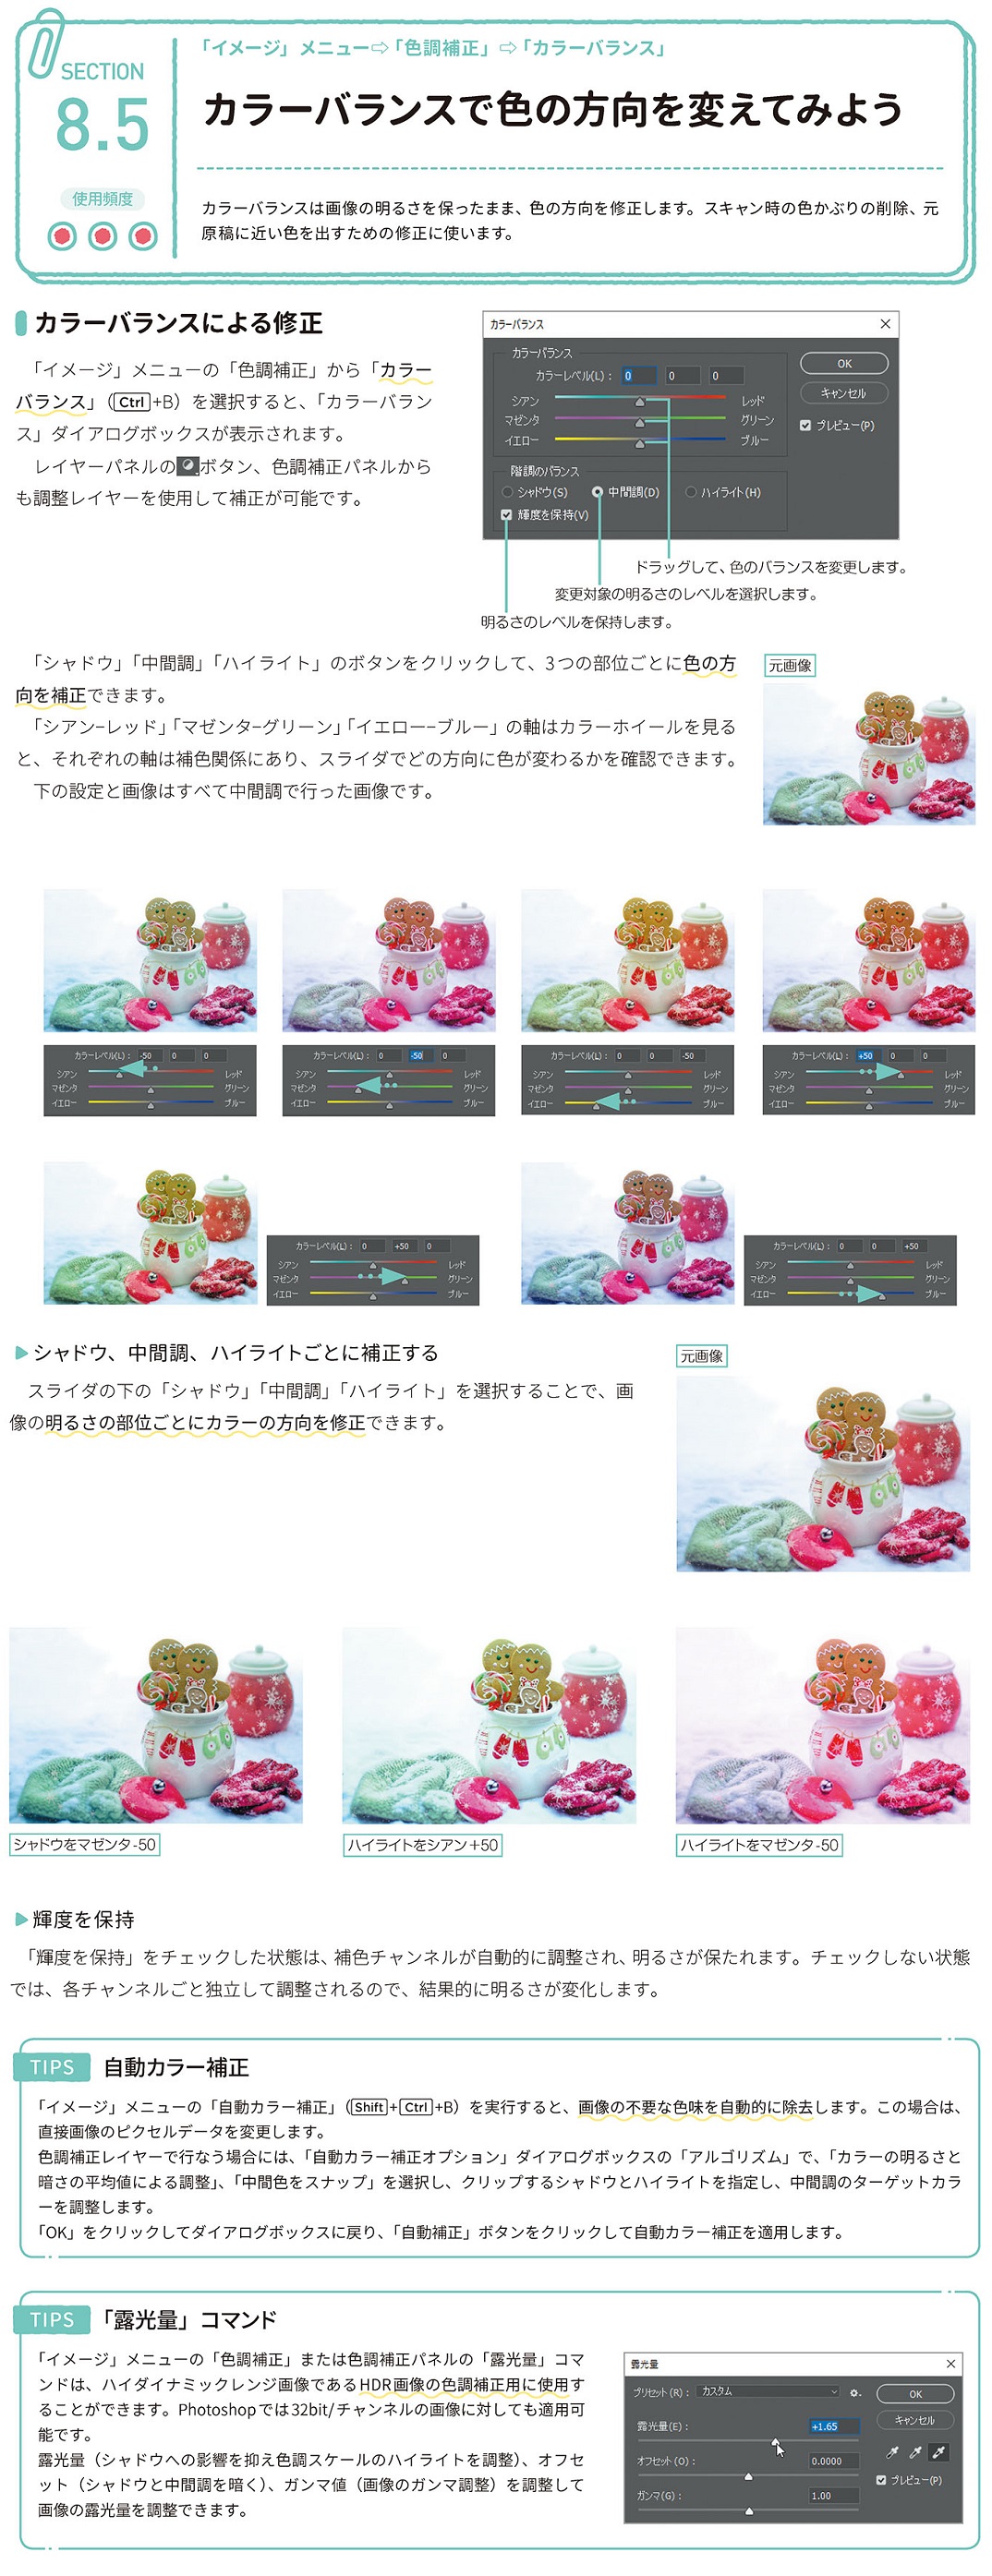 「イメージ」メニュー⇨「色調補正」⇨「カラーバランス」
SECTION
8.5
カラーバランスで色の方向を変えてみよう
使用頻度
カラーバランスは画像の明るさを保ったまま、色の方向を修正します。スキャン時の色かぶりの削除、元
原稿に近い色を出すための修正に使います。
カラーバランスによる修正
「イメージ」メニューの「色調補正」から「カラー
バランス」（Ctrl+B）を選択すると、「カラーバラン
ス」ダイアログボックスが表示されます。
レイヤーパネルのボタン、色調補正パネルから
も調整レイヤーを使用して補正が可能です。
カラーバランス
カラーバランス
カラーレベル(L)： 0 0 0
シアン レッド
マゼンタ グリーン
イエロー ブルー
階調のバランス
シャドウ(S) 中間調(D) ハイライト(H)
輝度を保持(V)
OK
キャンセル
プレビュー(P)
ドラッグして、色のバランスを変更します。
変更対象の明るさのレベルを選択します。
明るさのレベルを保持します。
「シャドウ」「中間調」「ハイライト」のボタンをクリックして、3つの部位ごとに色の方
向を補正できます。
「シアン−レッド」「マゼンタ−グリーン」「イエロー−ブルー」の軸はカラーホイールを見る
と、それぞれの軸は補色関係にあり、スライダでどの方向に色が変わるかを確認できます。
下の設定と画像はすべて中間調で行った画像です。
元画像
カラーレベル(L)： -50 0 0
シアン レッド
マゼンタ グリーン
イエロー ブルー
カラーレベル(L)： 0 -50 0
シアン レッド
マゼンタ グリーン
イエロー ブルー
カラーレベル(L)： 0 0 -50
シアン レッド
マゼンタ グリーン
イエロー ブルー
カラーレベル(L)： +50 0 0
シアン レッド
マゼンタ グリーン
イエロー ブルー
カラーレベル(L)： 0 +50 0
シアン レッド
マゼンタ グリーン
イエロー ブルー
カラーレベル(L)： 0 0 +50
シアン レッド
マゼンタ グリーン
イエロー ブルー
シャドウ、中間調、ハイライトごとに補正する
スライダの下の「シャドウ」「中間調」「ハイライト」を選択することで、画
像の明るさの部位ごとにカラーの方向を修正できます。
元画像
シャドウをマゼンタ-50
ハイライトをシアン+50
ハイライトをマゼンタ-50
輝度を保持
「輝度を保持」をチェックした状態は、補色チャンネルが自動的に調整され、明るさが保たれます。チェックしない状態
では、各チャンネルごと独立して調整されるので、結果的に明るさが変化します。
TIPS 自動カラー補正
「イメージ」メニューの「自動カラー補正」（Shift+Ctrl+B）を実行すると、画像の不要な色味を自動的に除去します。この場合は、
直接画像のピクセルデータを変更します。
色調補正レイヤーで行なう場合には、「自動カラー補正オプション」ダイアログボックスの「アルゴリズム」で、「カラーの明るさと
暗さの平均値による調整」、「中間色をスナップ」を選択し、クリップするシャドウとハイライトを指定し、中間調のターゲットカラ
ーを調整します。
「OK」をクリックしてダイアログボックスに戻り、「自動補正」ボタンをクリックして自動カラー補正を適用します。
TIPS 「露光量」コマンド
「イメージ」メニューの「色調補正」または色調補正パネルの「露光量」コマ
ンドは、ハイダイナミックレンジ画像であるHDR画像の色調補正用に使用す
ることができます。Photoshopでは32bit/チャンネルの画像に対しても適用可
能です。
露光量（シャドウへの影響を抑え色調スケールのハイライトを調整）、オフセ
ット（シャドウと中間調を暗く）、ガンマ値（画像のガンマ調整）を調整して
画像の露光量を調整できます。
露光量
プリセット(R)： カスタム
露光量(E)： +1.65
オフセット(O)： 0.0000
ガンマ(G)： 1.00
OK
キャンセル
プレビュー(P)